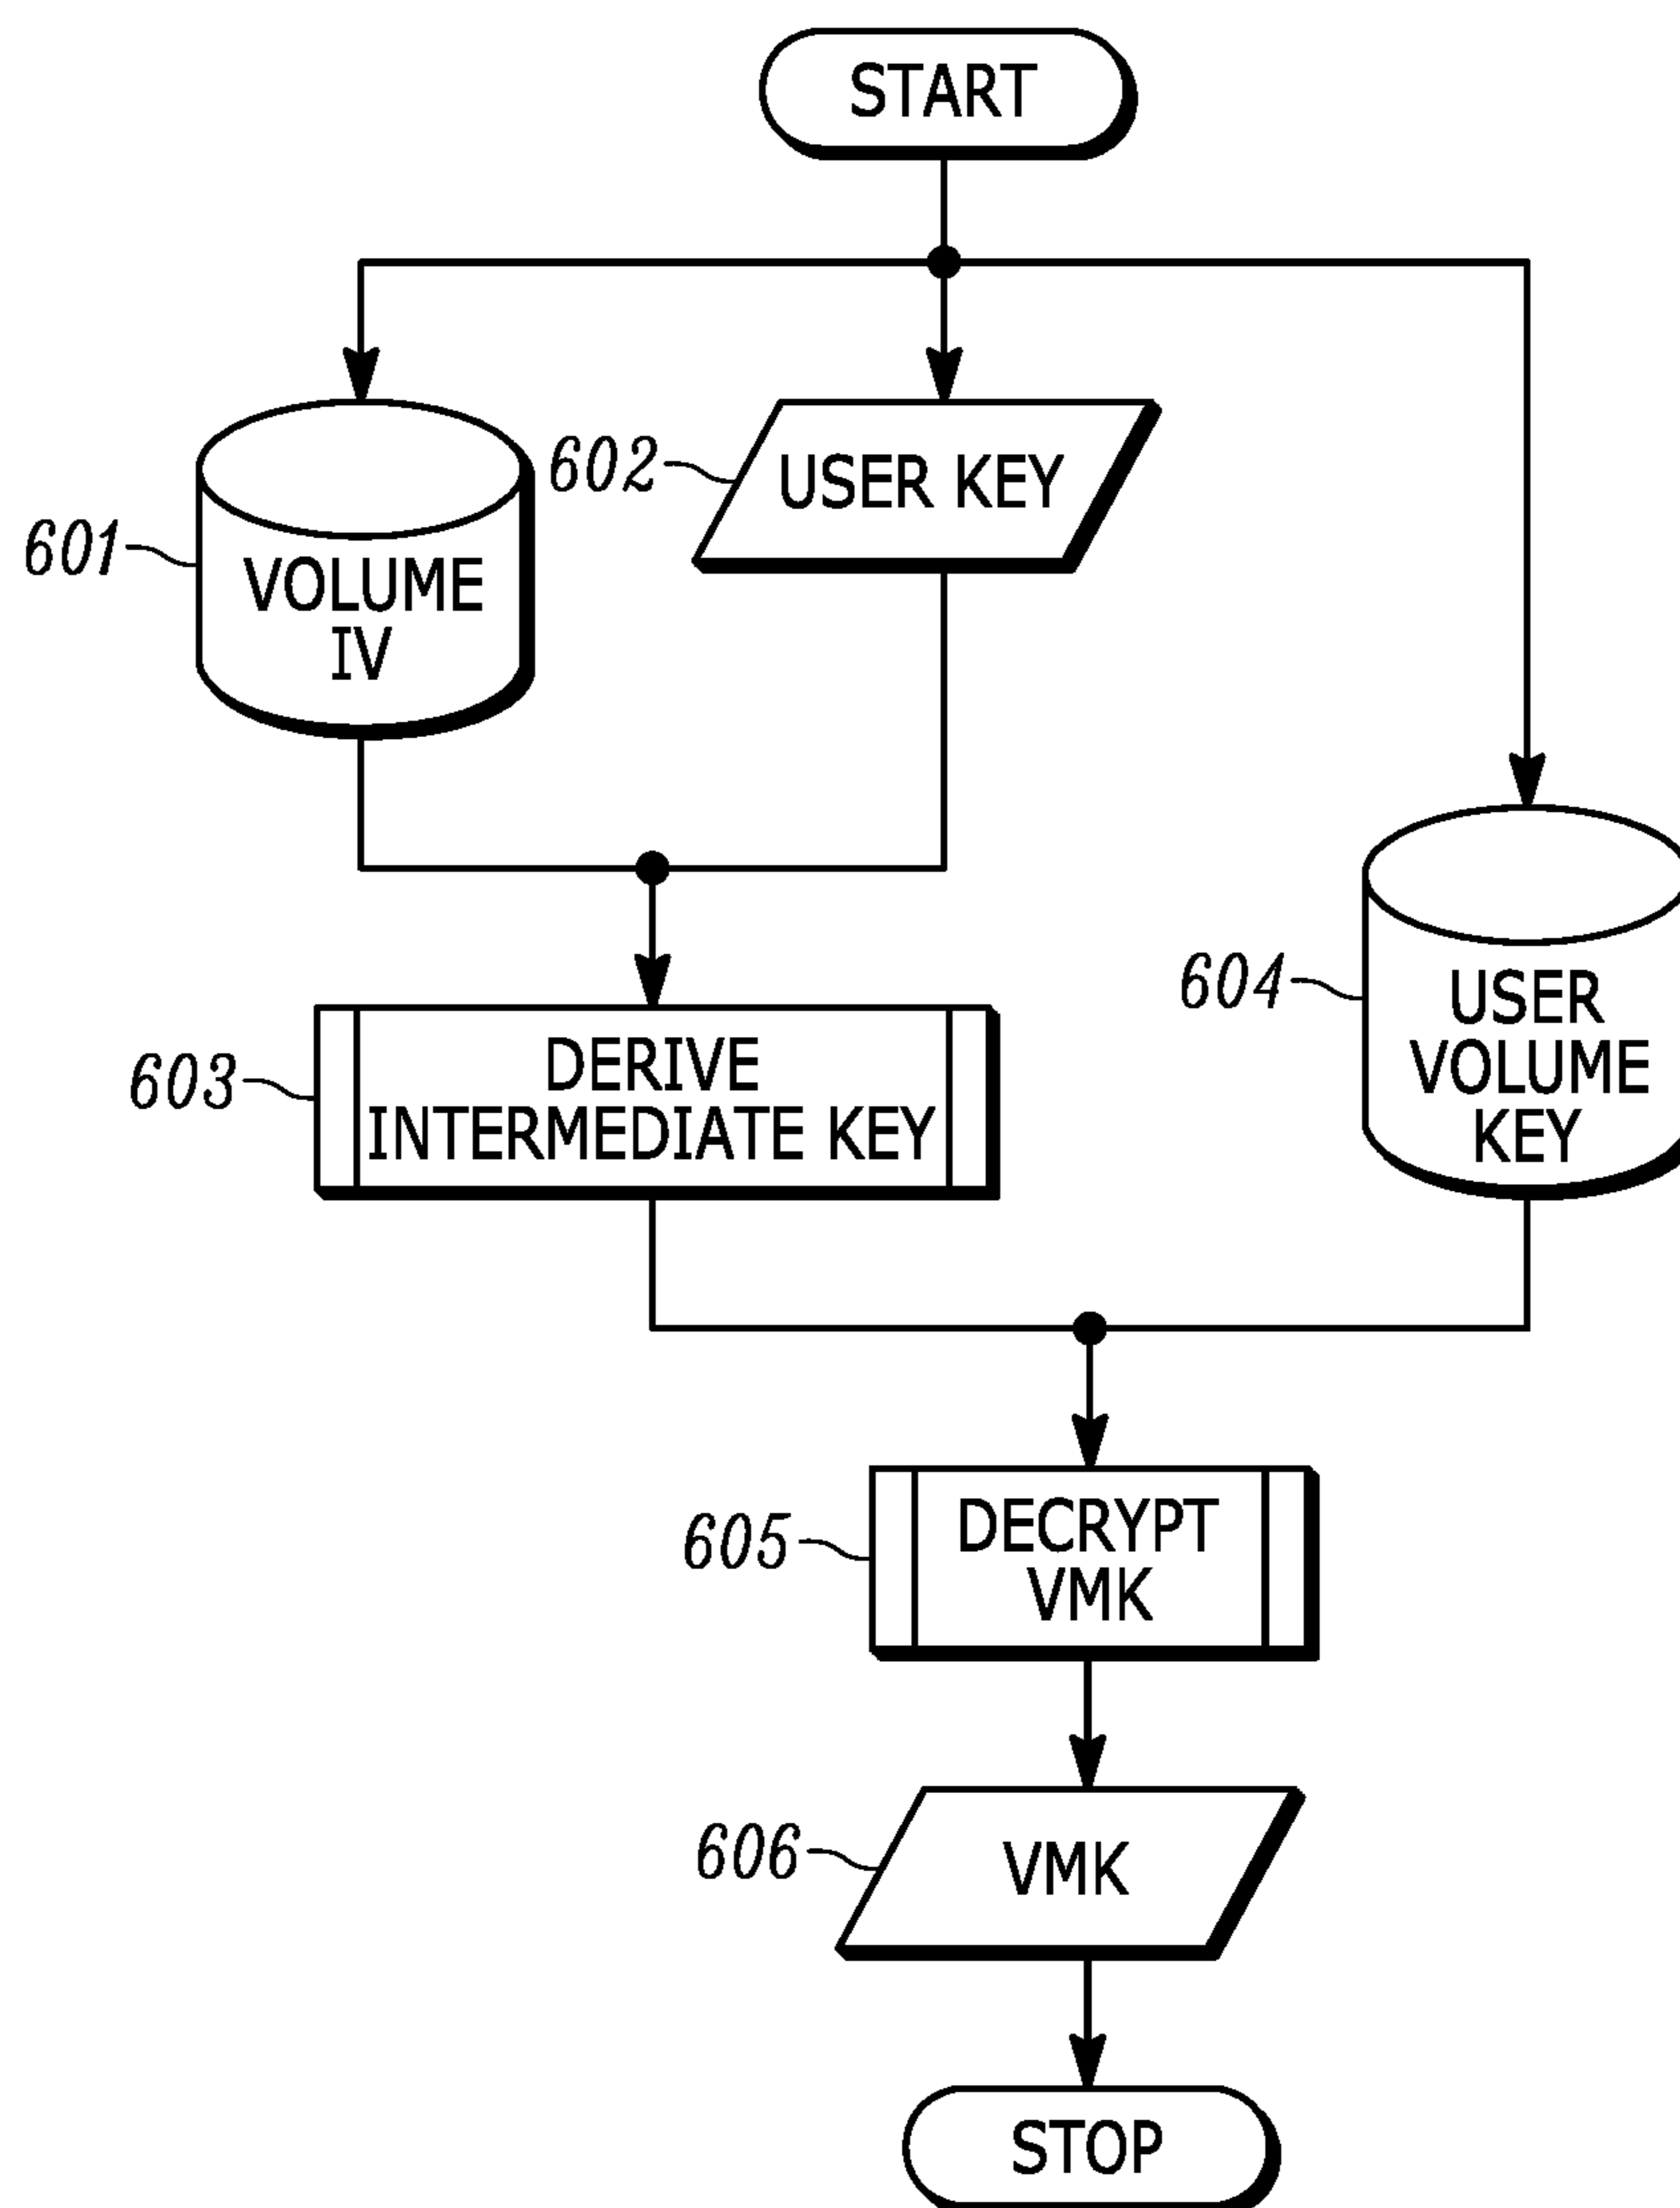 START
602
USER KEY
601
VOLUME
IV
604
USER
VOLUME
KEY
603
DERIVE
INTERMEDIATE KEY
605
DECRYPT
VMK
606
VMK
STOP